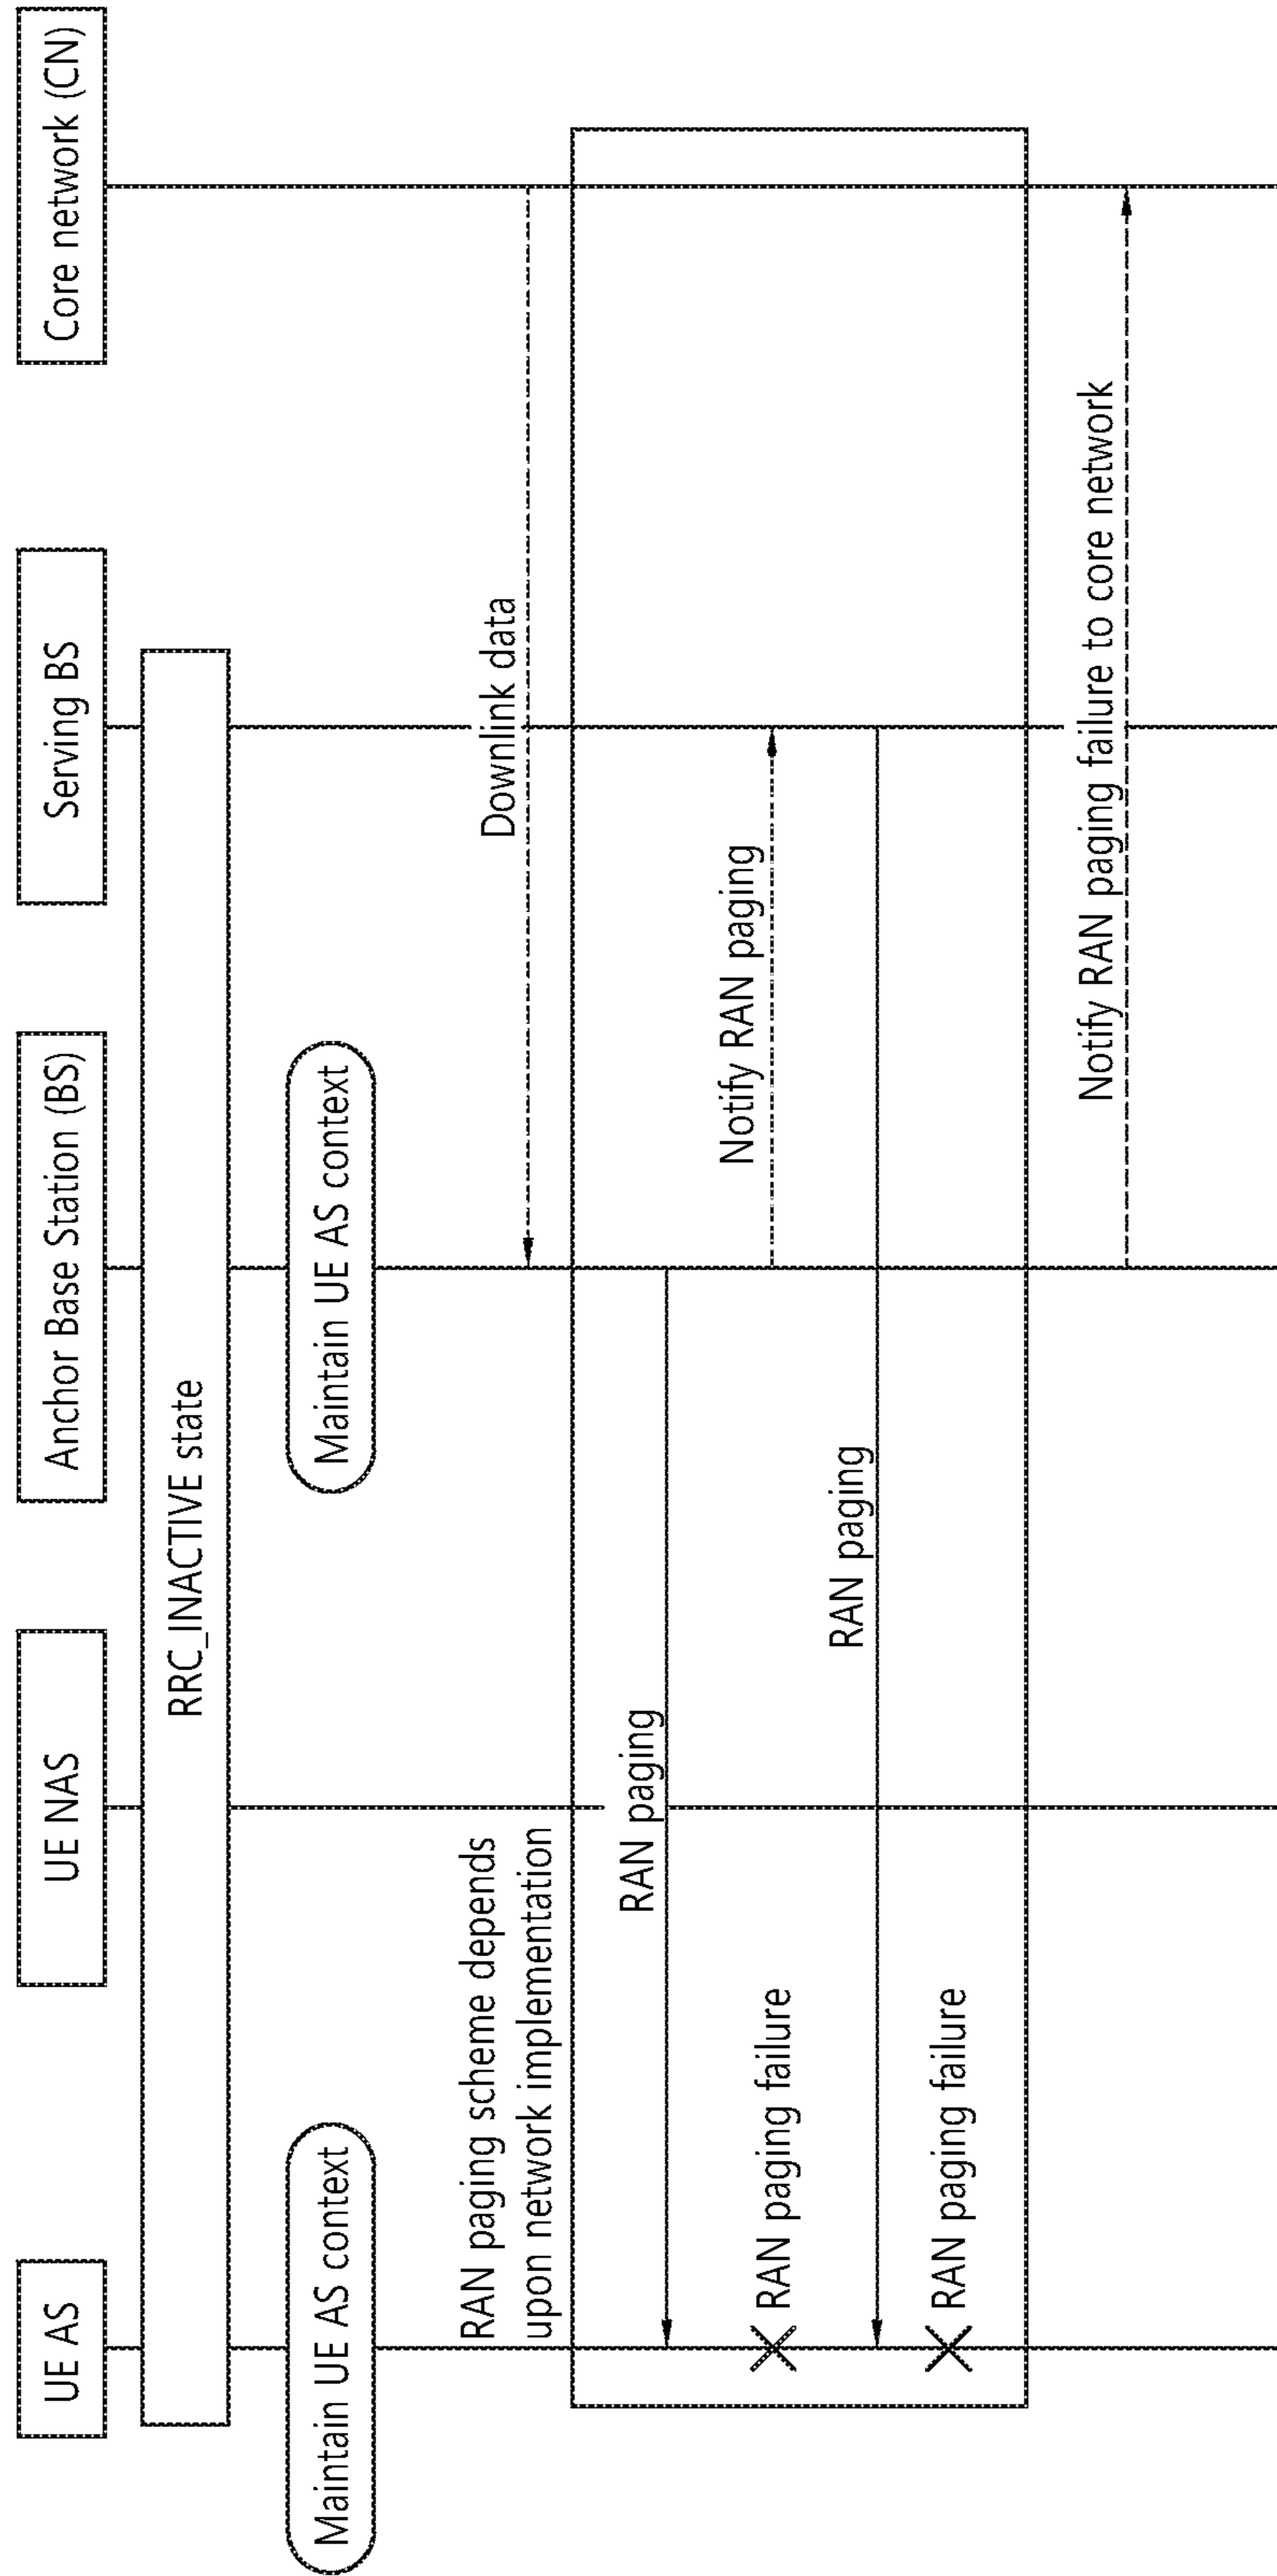 UE AS
UE NAS
Anchor Base Station (BS)
Serving BS
Core network (CN)
RRC_INACTIVE state
Maintain UE AS context
Maintain UE AS context
RAN paging scheme depends
upon network implementation
Downlink data
RAN paging
Notify RAN paging
RAN paging failure
RAN paging
RAN paging failure
Notify RAN paging failure to core network